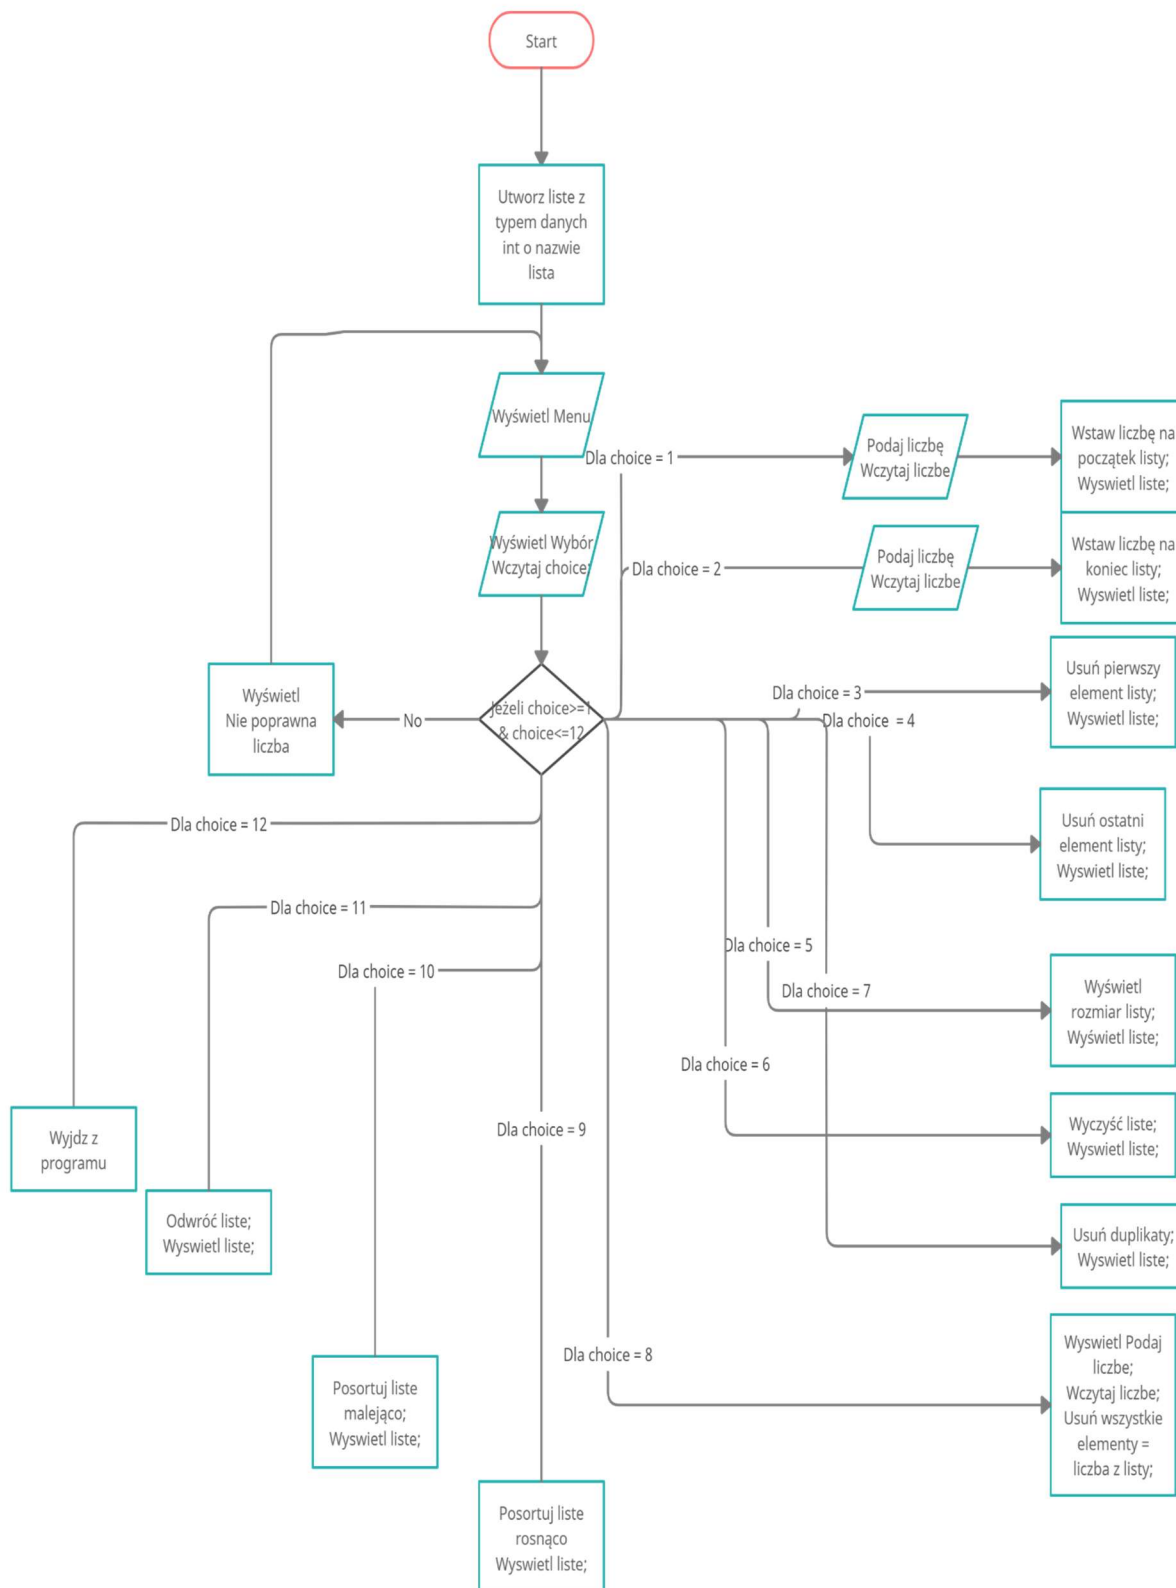 Start
Utworz liste z
typem danych
int o nazwie
lista
Wyświetl Menu
Dla choice = 1
Podaj liczbę
Wczytaj liczbe
Wstaw liczbę na
początek listy;
Wyswietl liste;
Wyświetl Wybór
Wczytaj choice;
Dla choice = 2
Podaj liczbę
Wczytaj liczbe
Wstaw liczbę na
koniec listy;
Wyswietl liste;
Wyświetl
Nie poprawna
liczba
No
Jeżeli choice>=1
& choice<=12
Dla choice = 3
Usuń pierwszy
element listy;
Wyswietl liste;
Dla choice = 4
Usuń ostatni
element listy;
Wyswietl liste;
Dla choice = 12
Dla choice = 11
Dla choice = 10
Dla choice = 5
Dla choice = 7
Wyświetl
rozmiar listy;
Wyświetl liste;
Dla choice = 6
Dla choice = 9
Wyczyść liste;
Wyswietl liste;
Wyjdz z
programu
Odwróć liste;
Wyswietl liste;
Usuń duplikaty;
Wyswietl liste;
Dla choice = 8
Wyswietl Podaj
liczbe;
Wczytaj liczbe;
Usuń wszystkie
elementy =
liczba z listy;
Posortuj liste
malejąco;
Wyswietl liste;
Posortuj liste
rosnąco
Wyswietl liste;